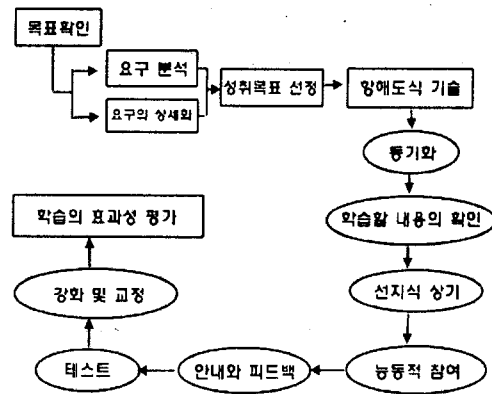 목표확인
요구 분석
요구의 상세화
성취목표 선정
항해도식 기술
동기화
학습할 내용의 확인
선지식 상기
능동적 참여
안내와 피드백
테스트
강화 및 교정
학습의 효과성 평가